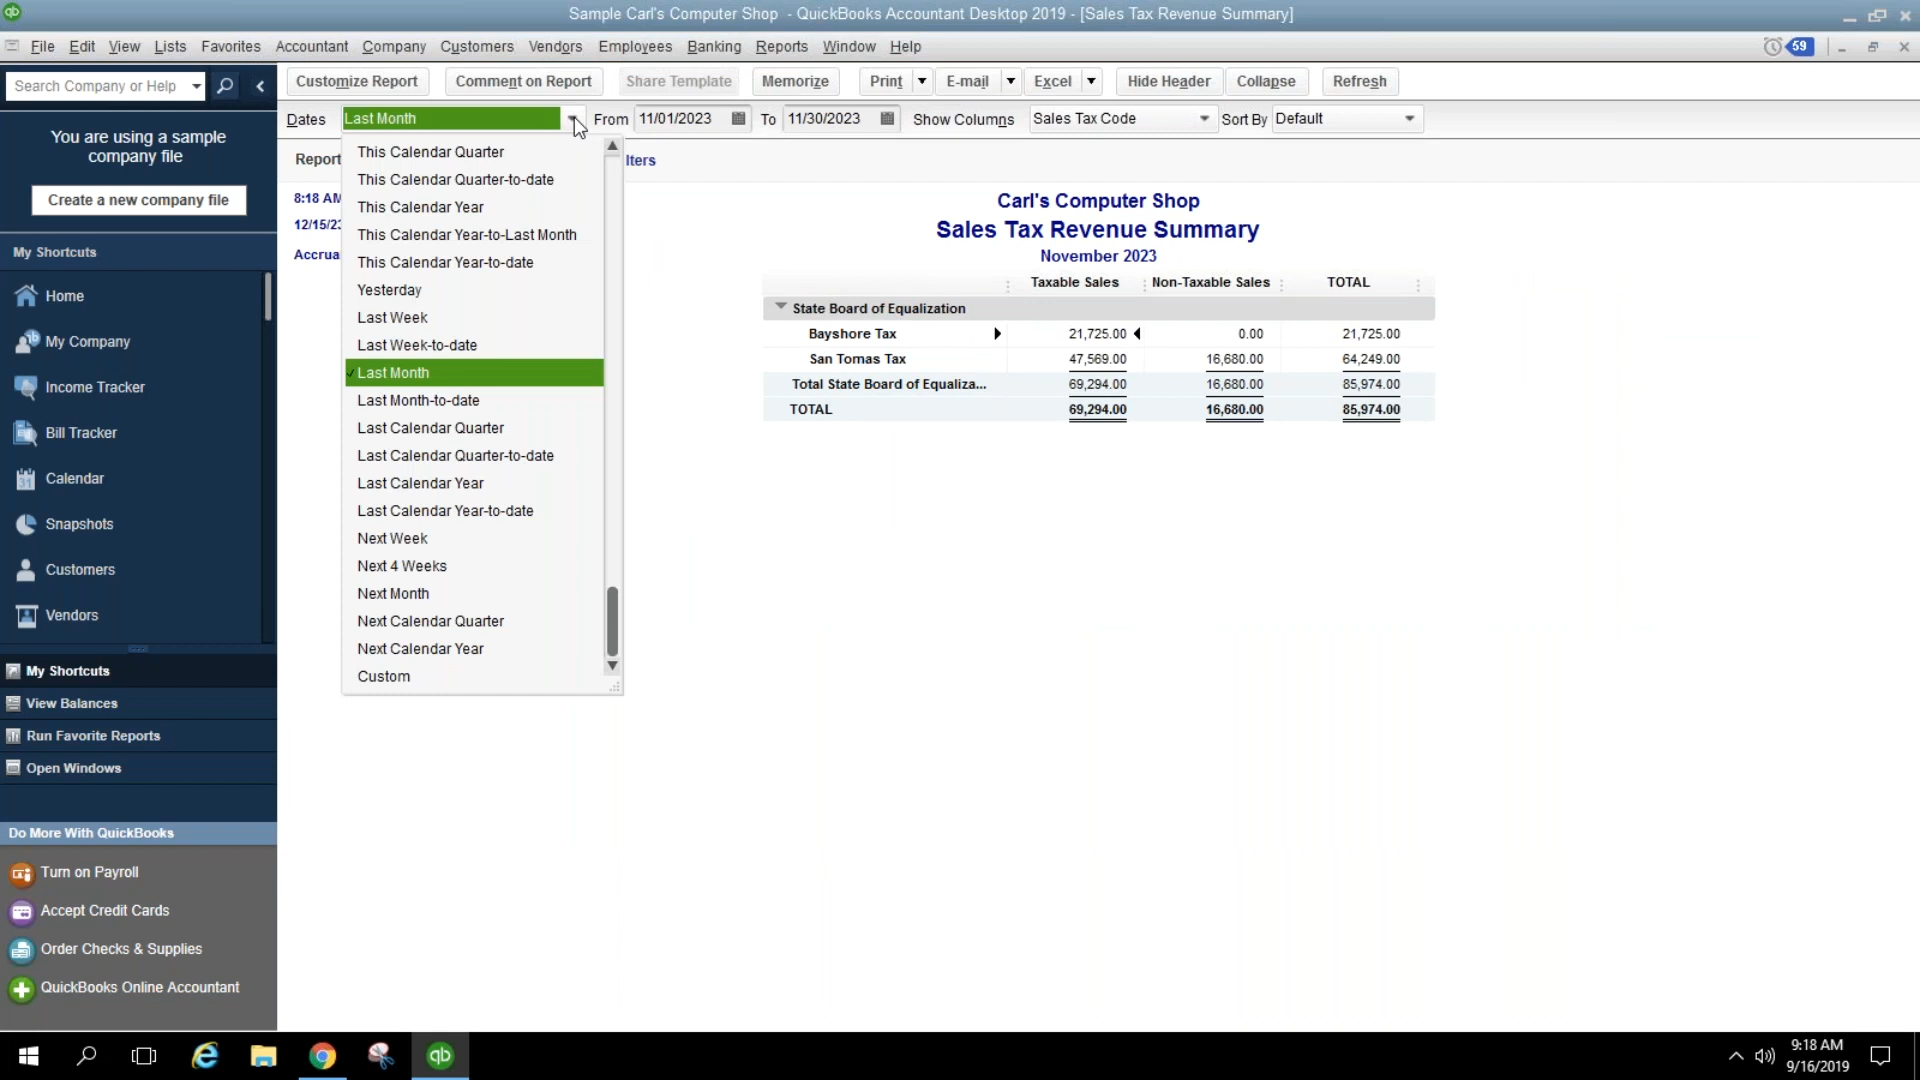 Sample Carl's Computer Shop - QuickBooks Accountant Desktop 2019 - [Sales Tax Revenue Summary]
File Edit View Lists Favorites Accountant Company Customers Vendors Employees Banking Reports Window Help
59
Search Company or Help
Customize Report Comment on Report Share Template Memorize Print E-mail Excel Hide Header Collapse Refresh
Dates Last Month From 11/01/2023 To 11/30/2023 Show Columns Sales Tax Code Sort By Default
You are using a sample
company file
Create a new company file
My Shortcuts
Home
My Company
Income Tracker
Bill Tracker
Calendar
Snapshots
Customers
Vendors
My Shortcuts
View Balances
Run Favorite Reports
Open Windows
Do More With QuickBooks
Turn on Payroll
Accept Credit Cards
Order Checks & Supplies
QuickBooks Online Accountant
Report
lters
8:18 AM
12/15/23
Accrua
This Calendar Quarter
This Calendar Quarter-to-date
This Calendar Year
This Calendar Year-to-Last Month
This Calendar Year-to-date
Yesterday
Last Week
Last Week-to-date
Last Month
Last Month-to-date
Last Calendar Quarter
Last Calendar Quarter-to-date
Last Calendar Year
Last Calendar Year-to-date
Next Week
Next 4 Weeks
Next Month
Next Calendar Quarter
Next Calendar Year
Custom
Carl's Computer Shop
Sales Tax Revenue Summary
November 2023
Taxable Sales Non-Taxable Sales TOTAL
State Board of Equalization
Bayshore Tax 21,725.00 0.00 21,725.00
San Tomas Tax 47,569.00 16,680.00 64,249.00
Total State Board of Equaliza... 69,294.00 16,680.00 85,974.00
TOTAL 69,294.00 16,680.00 85,974.00
9:18 AM
9/16/2019